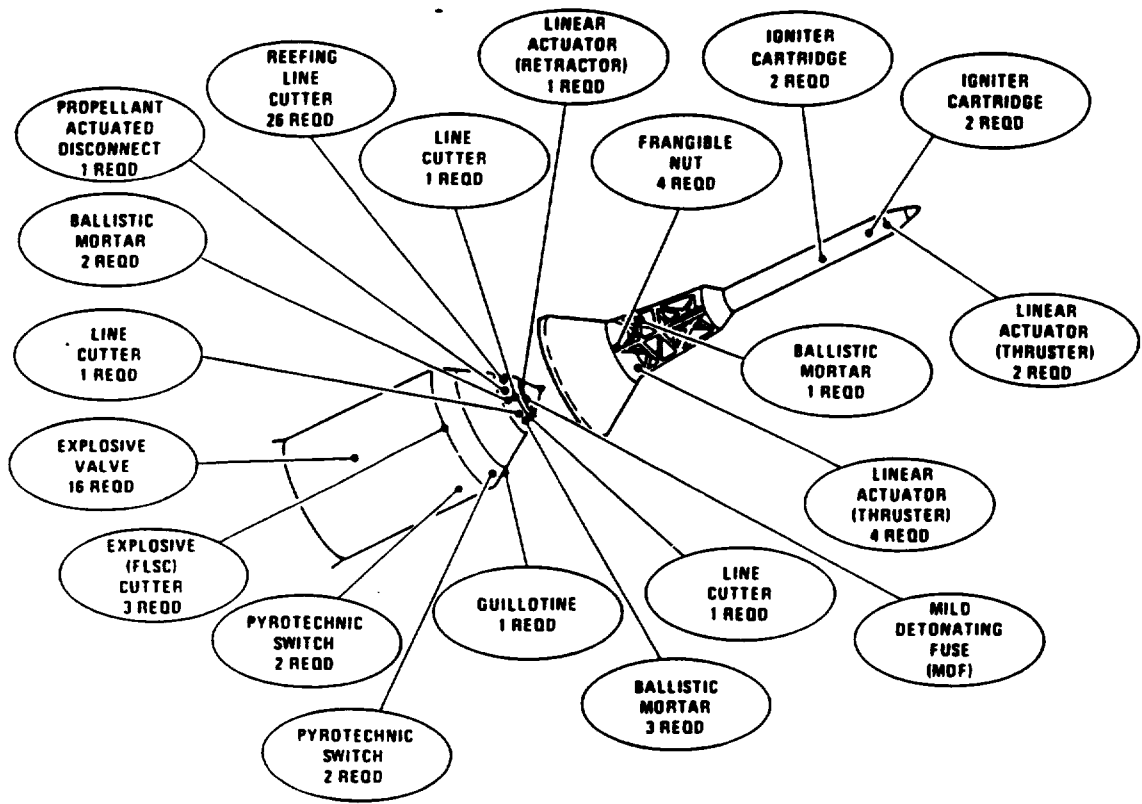 LINEAR
ACTUATOR
(RETRACTOR)
1 REQD
IGNITER
CARTRIDGE
2 REQD
REEFING
LINE
CUTTER
26 REQD
IGNITER
CARTRIDGE
2 REQD
PROPELLANT
ACTUATED
DISCONNECT
1 REQD
LINE
CUTTER
1 REQD
FRANGIBLE
NUT
4 REQD
BALLISTIC
MORTAR
2 REQD
LINE
CUTTER
1 REQD
BALLISTIC
MORTAR
1 REQD
LINEAR
ACTUATOR
(THRUSTER)
2 REQD
EXPLOSIVE
VALVE
16 REQD
LINEAR
ACTUATOR
(THRUSTER)
4 REQD
EXPLOSIVE
(FLSC)
CUTTER
3 REQD
GUILLOTINE
1 REQD
LINE
CUTTER
1 REQD
MILD
DETONATING
FUSE
(MDF)
PYROTECHNIC
SWITCH
2 REQD
BALLISTIC
MORTAR
3 REQD
PYROTECHNIC
SWITCH
2 REQD